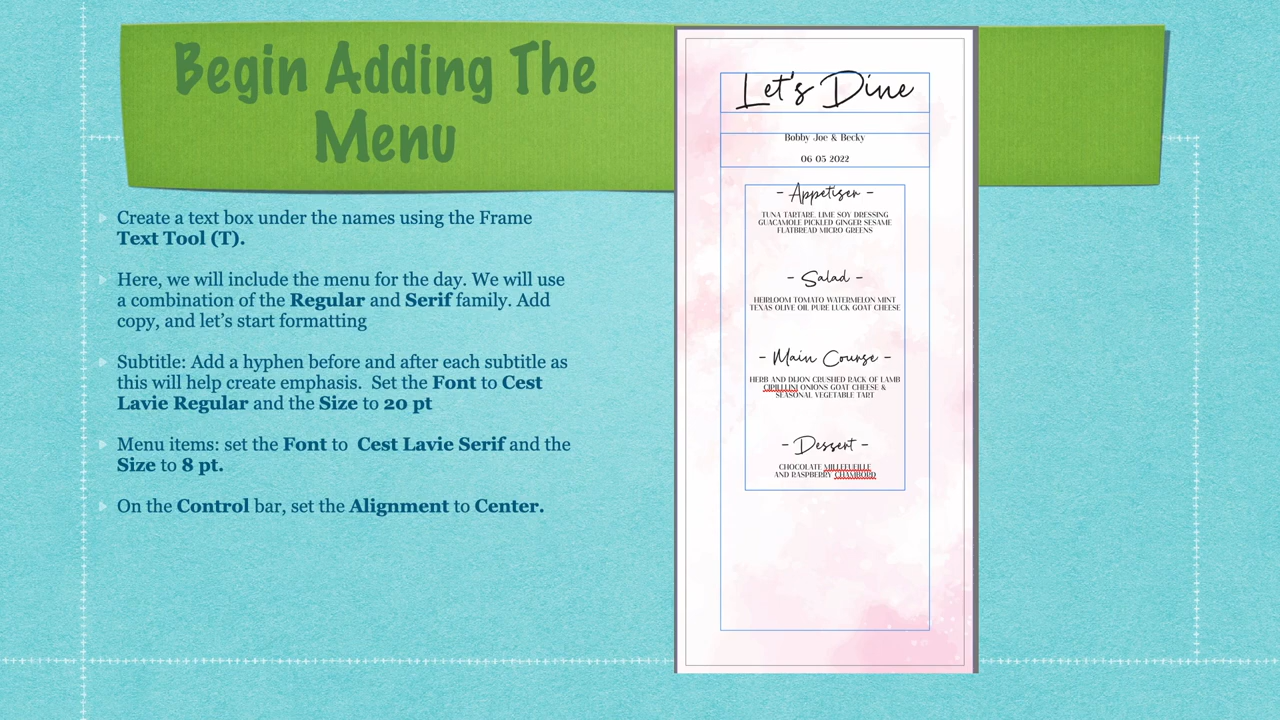 Begin Adding The
Menu
Create a text box under the names using the Frame
Text Tool (T).
Here, we will include the menu for the day. We will use
a combination of the Regular and Serif family. Add
copy, and let's start formatting
Subtitle: Add a hyphen before and after each subtitle as
this will help create emphasis.  Set the Font to Cest
Lavie Regular and the Size to 20 pt
Menu items: set the Font to  Cest Lavie Serif and the
Size to 8 pt.
On the Control bar, set the Alignment to Center.
Let's Dine
Bobby Joe & Becky
06 05 2022
- Appetiser -
TUNA TARTARE, LIME SOY DRESSING
GUACAMOLE PICKLED GINGER SESAME
FLATBREAD MICRO GREENS
- Salad -
HEIRLOOM TOMATO WATERMELON MINT
TEXAS OLIVE OIL PURE LUCK GOAT CHEESE
- Main Course -
HERB AND DIJON CRUSHED RACK OF LAMB
CIPILLINI ONIONS GOAT CHEESE &
SEASONAL VEGETABLE TART
- Dessert -
CHOCOLATE MILLEFUEILLE
AND RASPBERRY CHAMBORD